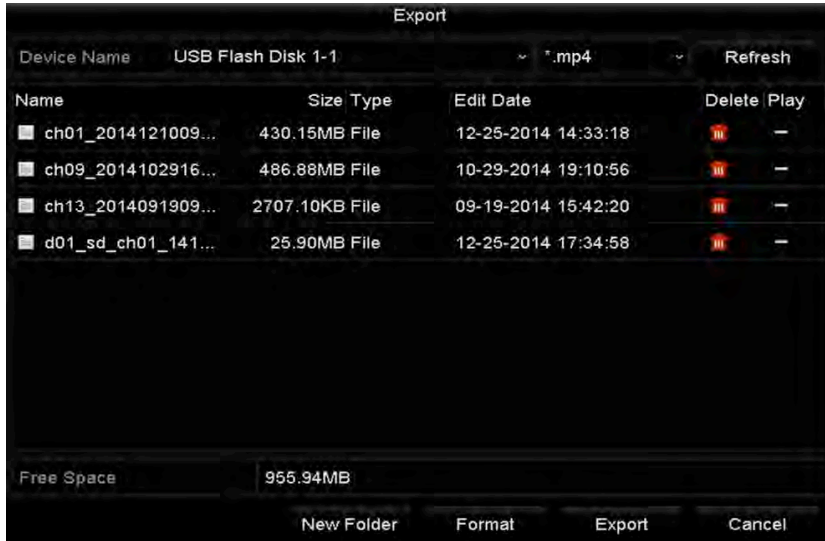 Export
Device Name USB Flash Disk 1-1 *.mp4 Refresh
Name Size Type Edit Date Delete Play
ch01_2014121009... 430.15MB File 12-25-2014 14:33:18
ch09_2014102916... 486.88MB File 10-29-2014 19:10:56
ch13_2014091909... 2707.10KB File 09-19-2014 15:42:20
d01_sd_ch01_141... 25.90MB File 12-25-2014 17:34:58
Free Space 955.94MB
New Folder Format Export Cancel